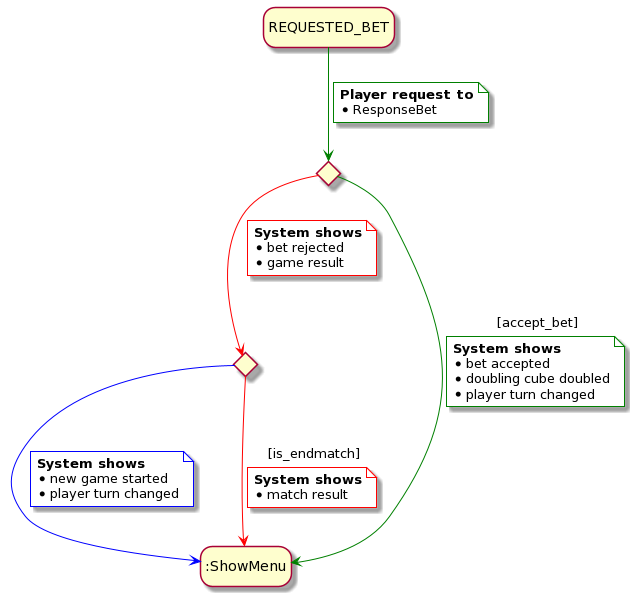 REQUESTED_BET
Player request to
• ResponseBet
System shows
• bet rejected
• game result
[accept_bet]
System shows
• bet accepted
• doubling cube doubled
• player turn changed
System shows
• new game started
• player turn changed
[is_endmatch]
System shows
• match result
:ShowMenu